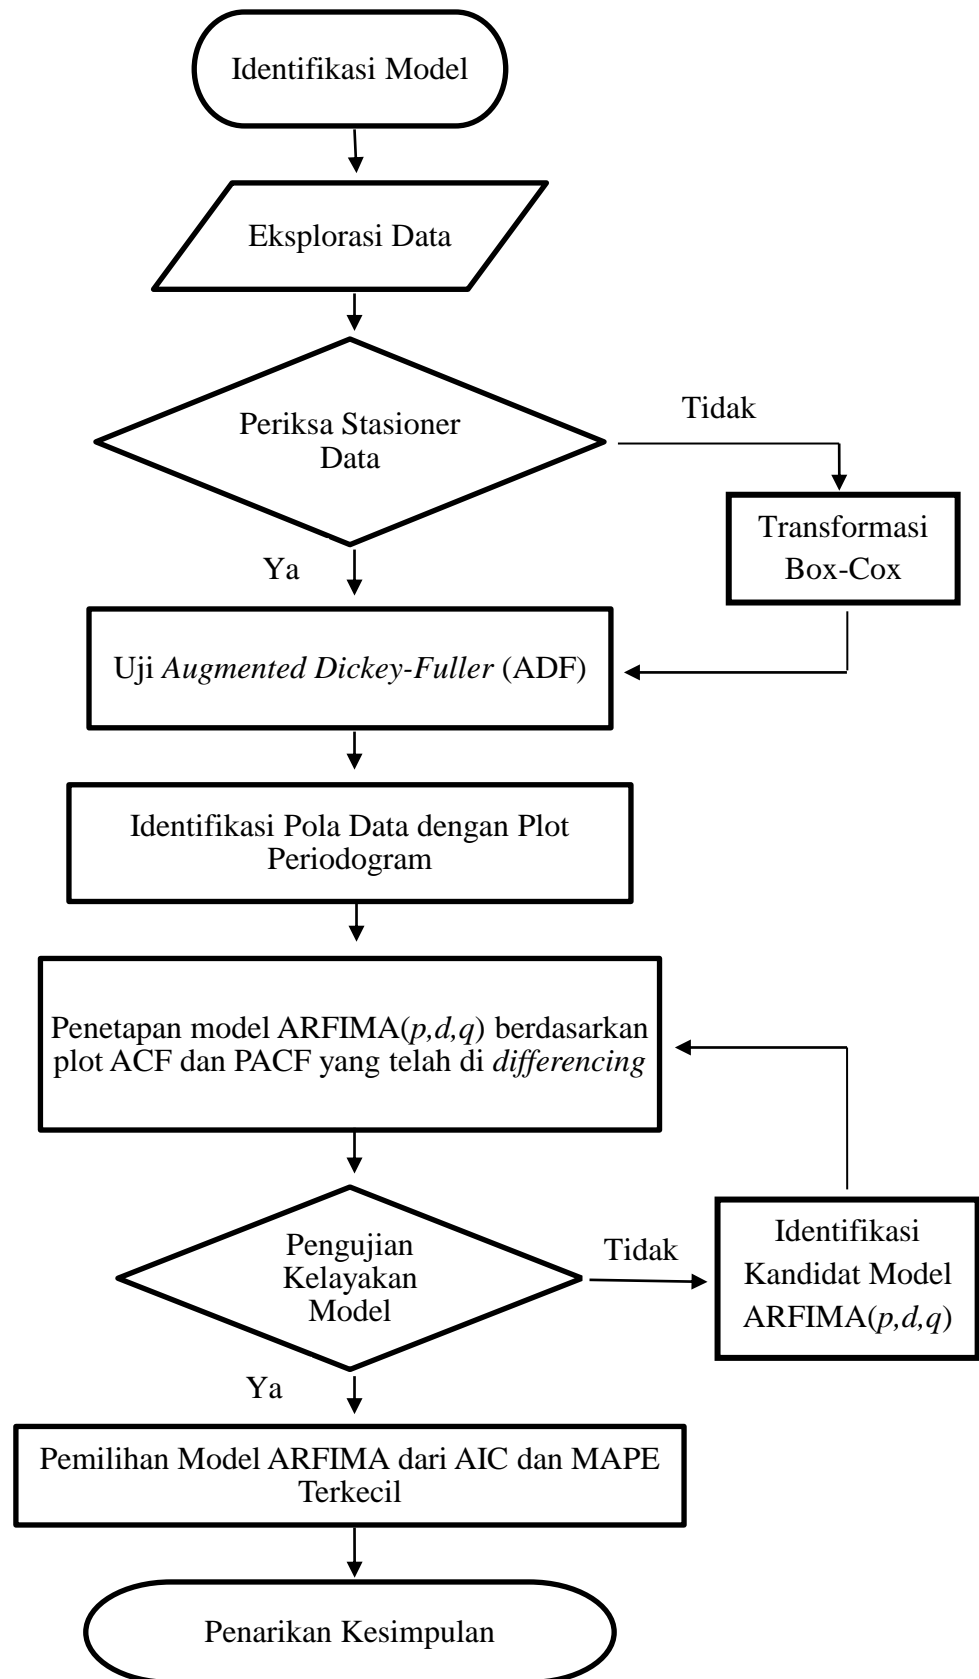 Identifikasi Model
Eksplorasi Data
Periksa Stasioner
Data
Tidak
Transformasi
Box-Cox
Ya
Uji Augmented Dickey-Fuller (ADF)
Identifikasi Pola Data dengan Plot
Periodogram
Penetapan model ARFIMA(p,d,q) berdasarkan
plot ACF dan PACF yang telah di differencing
Pengujian
Kelayakan
Model
Tidak
Identifikasi
Kandidat Model
ARFIMA(p,d,q)
Ya
Pemilihan Model ARFIMA dari AIC dan MAPE
Terkecil
Penarikan Kesimpulan